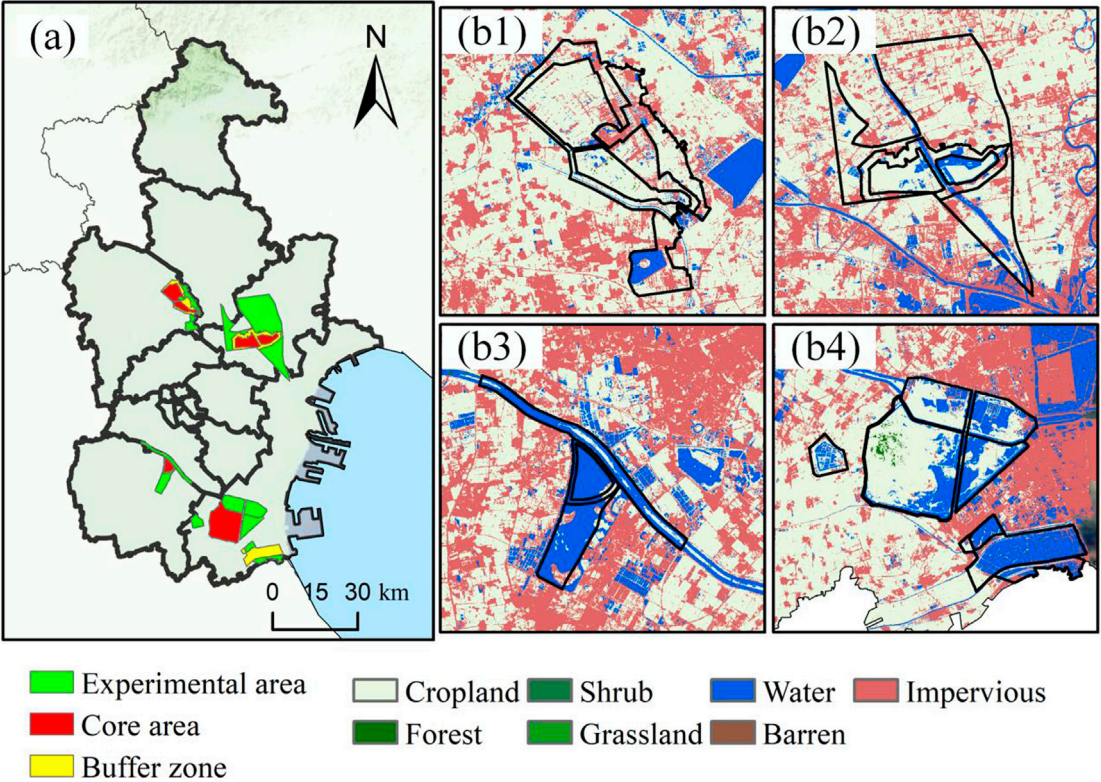 (a)
N
(b1)
(b2)
(b3)
(b4)
0 15 30 km
Experimental area
Core area
Buffer zone
Cropland
Shrub
Water
Impervious
Forest
Grassland
Barren